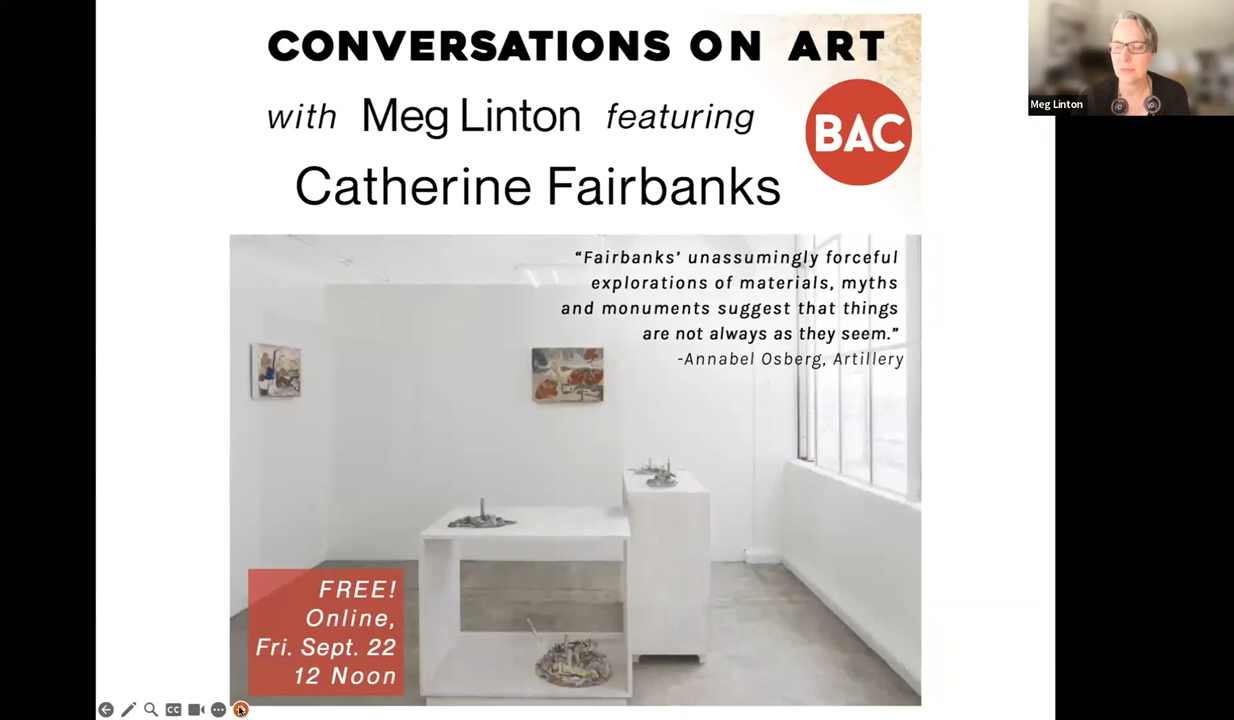 CONVERSATIONS ON ART
with Meg Linton featuring
BAC
Catherine Fairbanks
“Fairbanks’ unassumingly forceful
explorations of materials, myths
and monuments suggest that things
are not always as they seem.”
-Annabel Osberg, Artillery
FREE!
Online,
Fri. Sept. 22
12 Noon
Meg Linton
CC